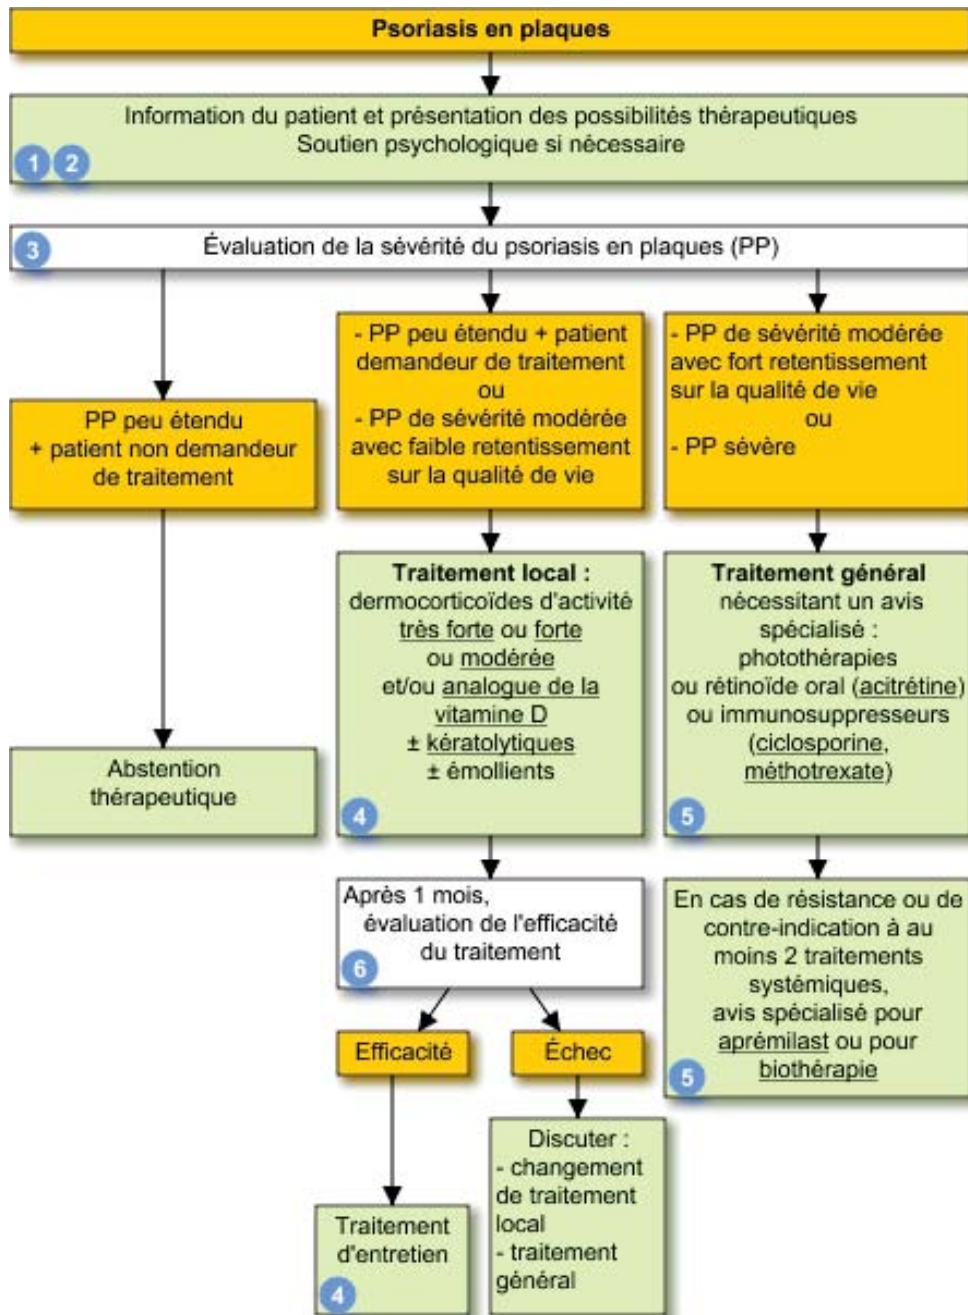 Psoriasis en plaques
Information du patient et présentation des possibilités thérapeutiques
Soutien psychologique si nécessaire
1 2
3
Évaluation de la sévérité du psoriasis en plaques (PP)
PP peu étendu
+ patient non demandeur
de traitement
Abstention
thérapeutique
- PP peu étendu + patient
demandeur de traitement
ou
- PP de sévérité modérée
avec faible retentissement
sur la qualité de vie
Traitement local :
dermocorticoïdes d'activité
très forte ou forte
ou modérée
et/ou analogue de la
vitamine D
± kératolytiques
± émollients
4
Après 1 mois,
évaluation de l'efficacité
du traitement
6
Efficacité
Traitement
d'entretien
4
Échec
Discuter :
- changement
de traitement
local
- traitement
général
- PP de sévérité modérée
avec fort retentissement
sur la qualité de vie
ou
- PP sévère
Traitement général
nécessitant un avis
spécialisé :
photothérapies
ou rétinoïde oral (acitrétine)
ou immunosuppresseurs
(ciclosporine,
méthotrexate)
5
En cas de résistance ou de
contre-indication à au
moins 2 traitements
systémiques,
avis spécialisé pour
aprémilast ou pour
biothérapie
5